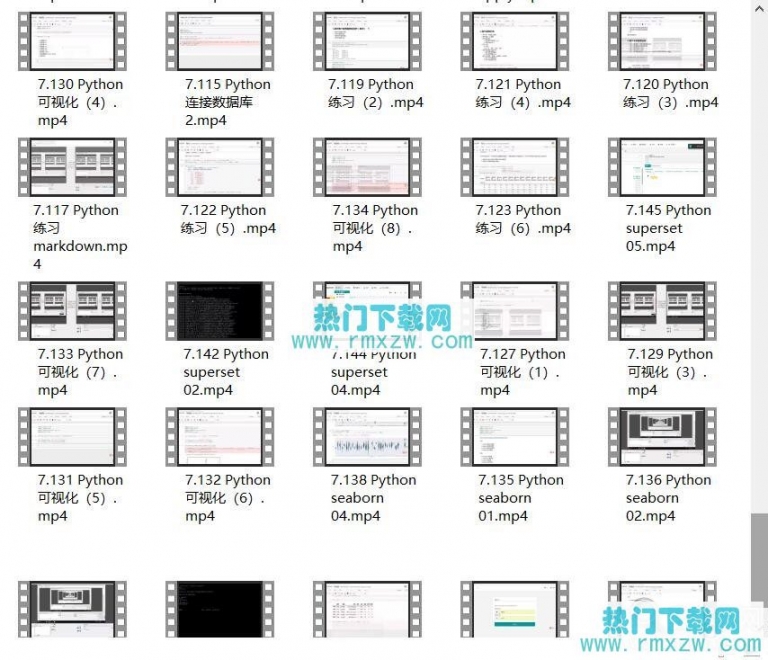 7.130 Python
可视化（4）.
mp4
7.115 Python
连接数据库
2.mp4
7.119 Python
练习（2）.mp4
7.121 Python
练习（4）.mp4
7.120 Python
练习（3）.mp4
7.117 Python
练习
markdown.mp
4
7.122 Python
练习（5）.mp4
7.134 Python
可视化（8）.
mp4
7.123 Python
练习（6）.mp4
7.145 Python
superset
05.mp4
热门下载网
www.rmxzw.com
7.133 Python
可视化（7）.
mp4
7.142 Python
superset
02.mp4
7.144 Python
superset
04.mp4
7.127 Python
可视化（1）.
mp4
7.129 Python
可视化（3）.
mp4
7.131 Python
可视化（5）.
mp4
7.132 Python
可视化（6）.
mp4
7.138 Python
seaborn
04.mp4
7.135 Python
seaborn
01.mp4
7.136 Python
seaborn
02.mp4
热门下载网
www.rmxzw.com